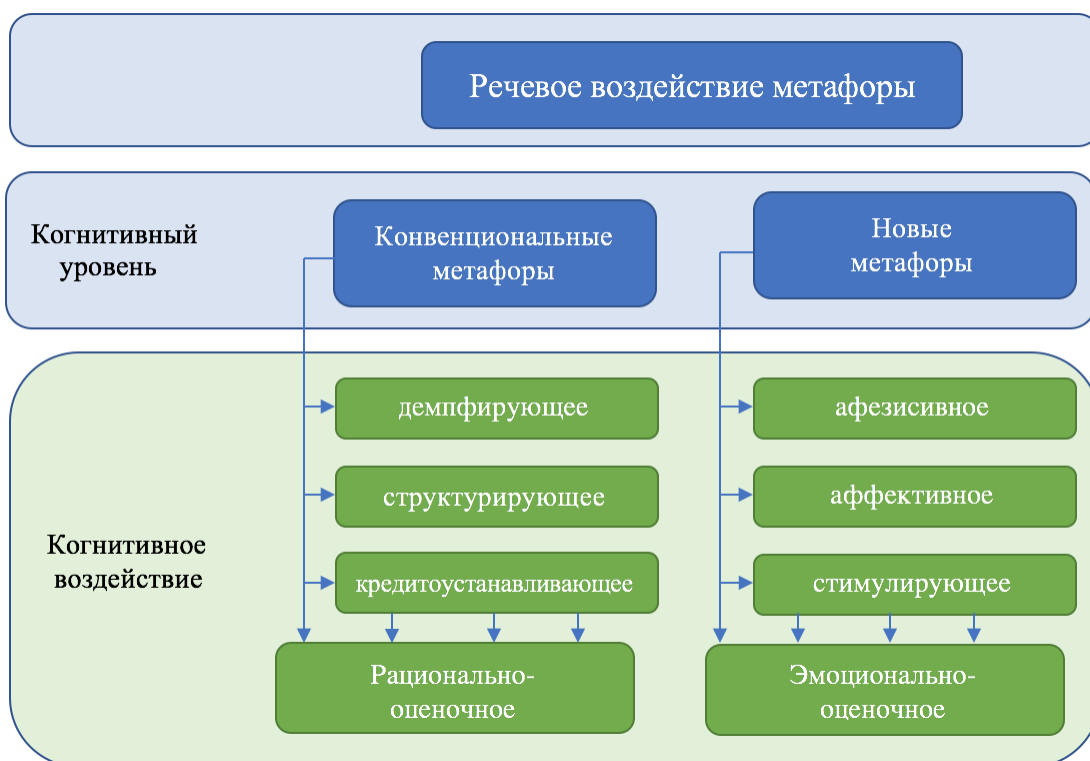 Речевое воздействие метафоры
Когнитивный
уровень
Конвенциональные
метафоры
Новые
метафоры
Когнитивное
воздействие
демпфирующее
афезисивное
структурирующее
аффективное
кредитоустанавливающее
стимулирующее
Рационально-
оценочное
Эмоционально-
оценочное